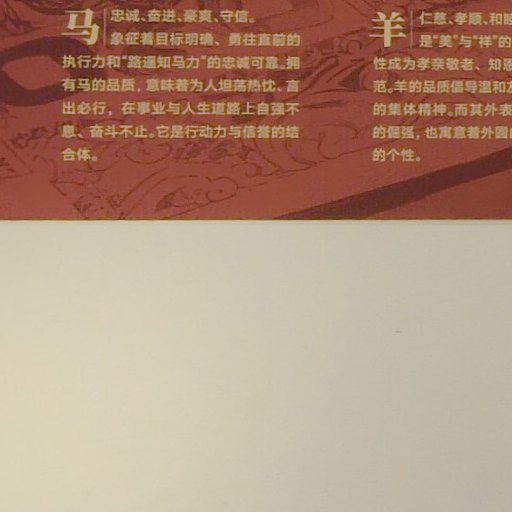 马
忠诚、奋进、豪爽、守信。
象征着目标明确、勇往直前的
执行力和“路遥知马力”的忠诚可靠。拥
有马的品质，意味着为人坦荡热忱、言
出必行，在事业与人生道路上自强不
息、奋斗不止。它是行动力与信誉的结
合体。
羊
仁慈、孝顺、和睦
是“美”与“祥”的
性成为孝亲敬老、知恩
范。羊的品质倡导温和友
的集体精神。而其外表
的倔强，也寓意着外圆
的个性。